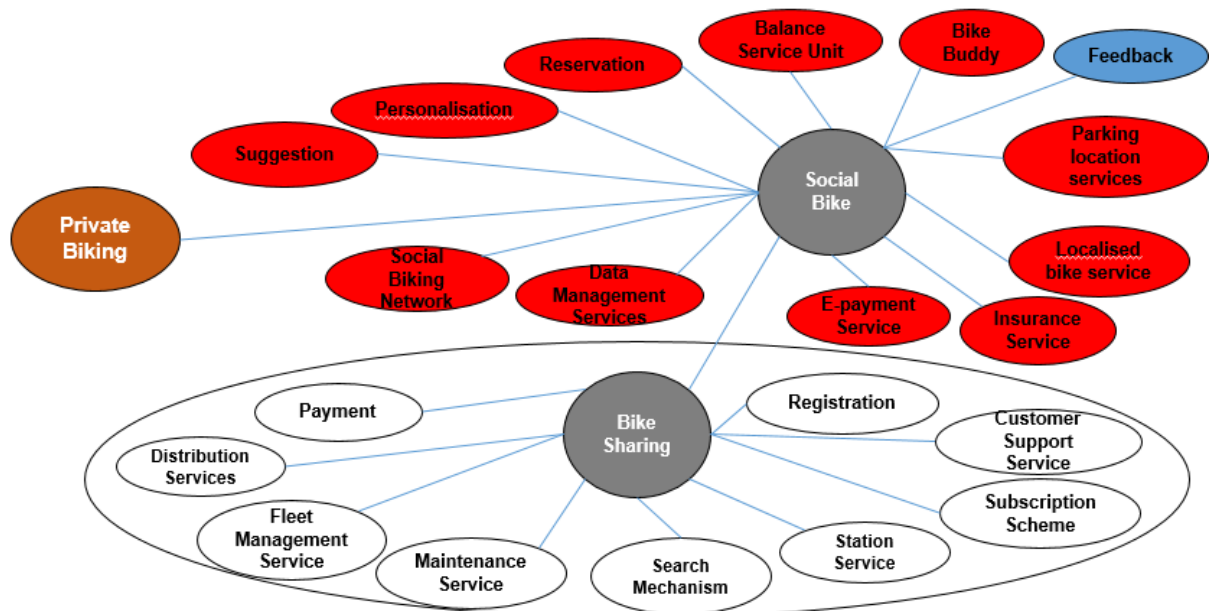 Balance
Service Unit
Bike
Buddy
Feedback
Reservation
Personalisation
Suggestion
Parking
location
services
Social
Bike
Private
Biking
Social
Biking
Network
Data
Management
Services
Localised
bike service
E-payment
Service
Insurance
Service
Payment
Bike
Sharing
Registration
Customer
Support
Service
Distribution
Services
Subscription
Scheme
Fleet
Management
Service
Maintenance
Service
Search
Mechanism
Station
Service